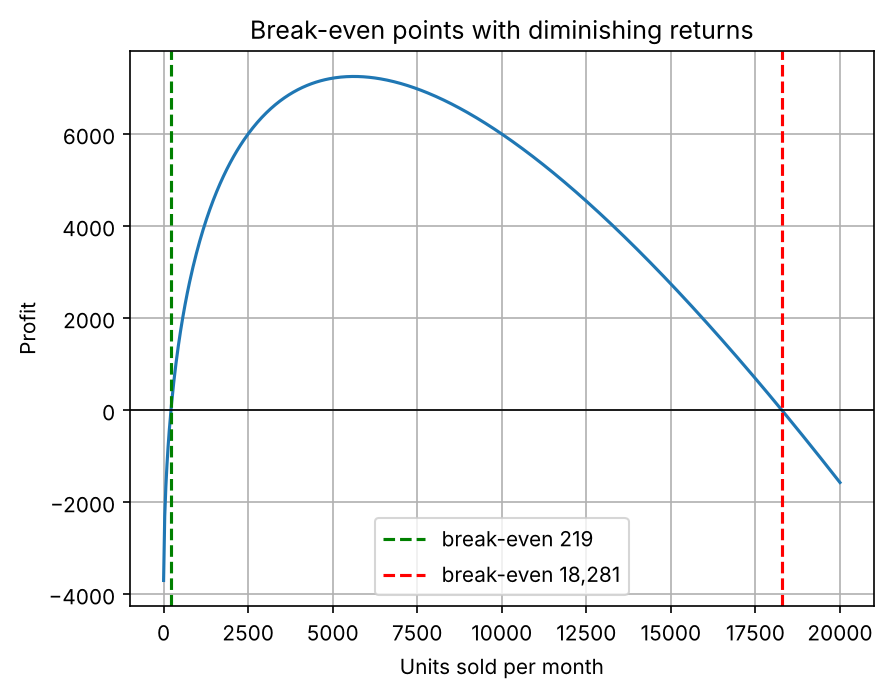 Break-even points with diminishing returns
Profit
6000
4000
2000
0
−2000
−4000
break-even 219
break-even 18,281
0 2500 5000 7500 10000 12500 15000 17500 20000
Units sold per month